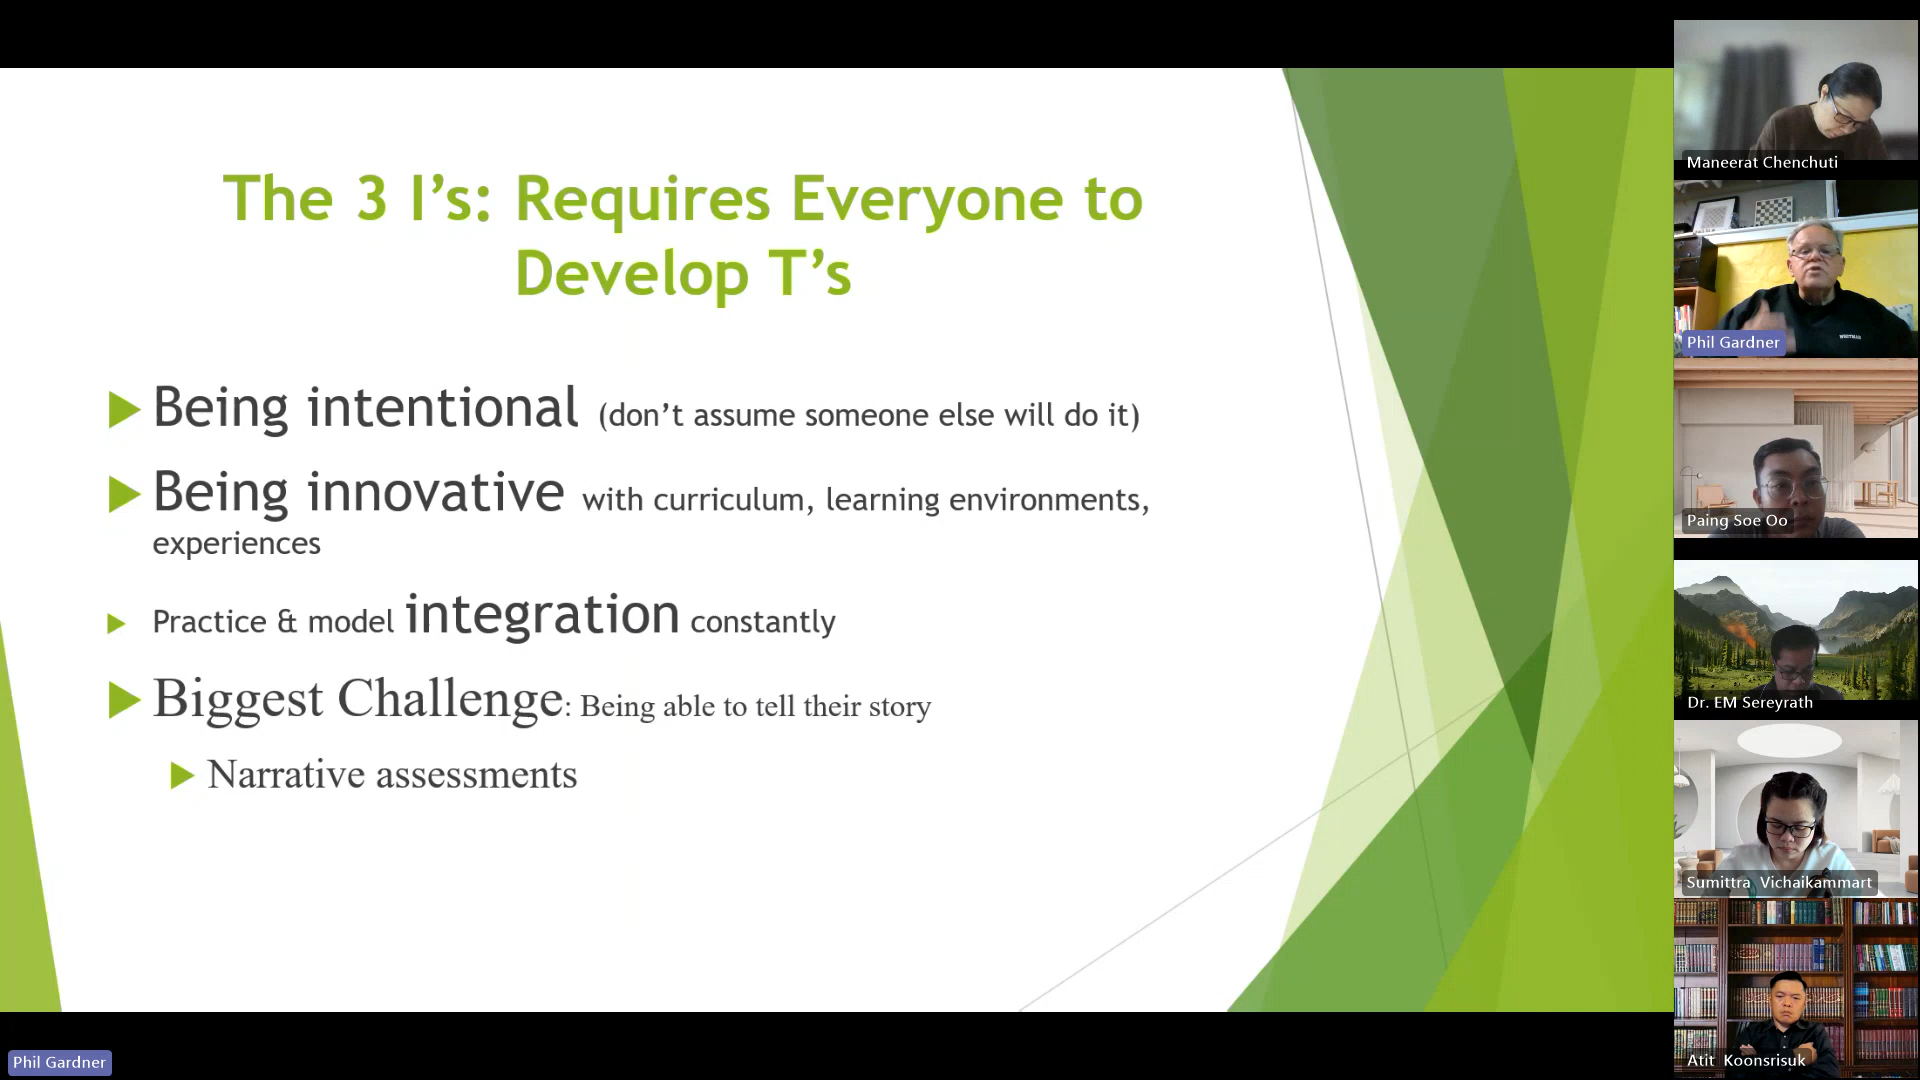 The 3 I’s: Requires Everyone to
Develop T’s
Being intentional (don’t assume someone else will do it)
Being innovative with curriculum, learning environments,
experiences
Practice & model integration constantly
Biggest Challenge: Being able to tell their story
Narrative assessments
Phil Gardner
Maneerat Chenchuti
Phil Gardner
Paing Soe Oo
Dr. EM Sereyrath
Sumittra Vichaikammart
Atit Koonsrisuk